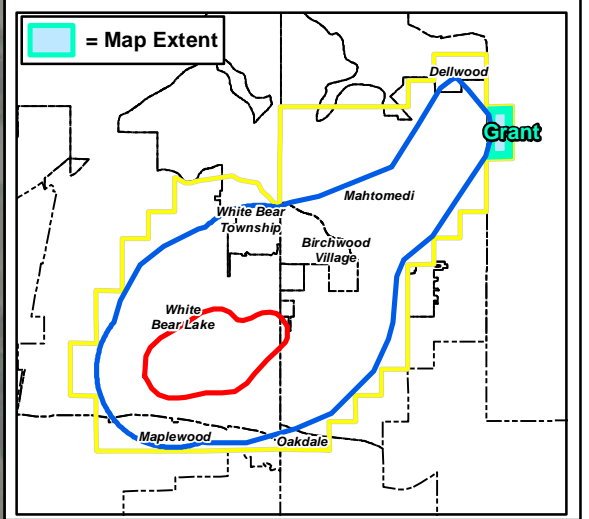 = Map Extent
Dellwood
Grant
Mahtomedi
White Bear
Township
Birchwood
Village
White
Bear Lake
Maplewood
Oakdale